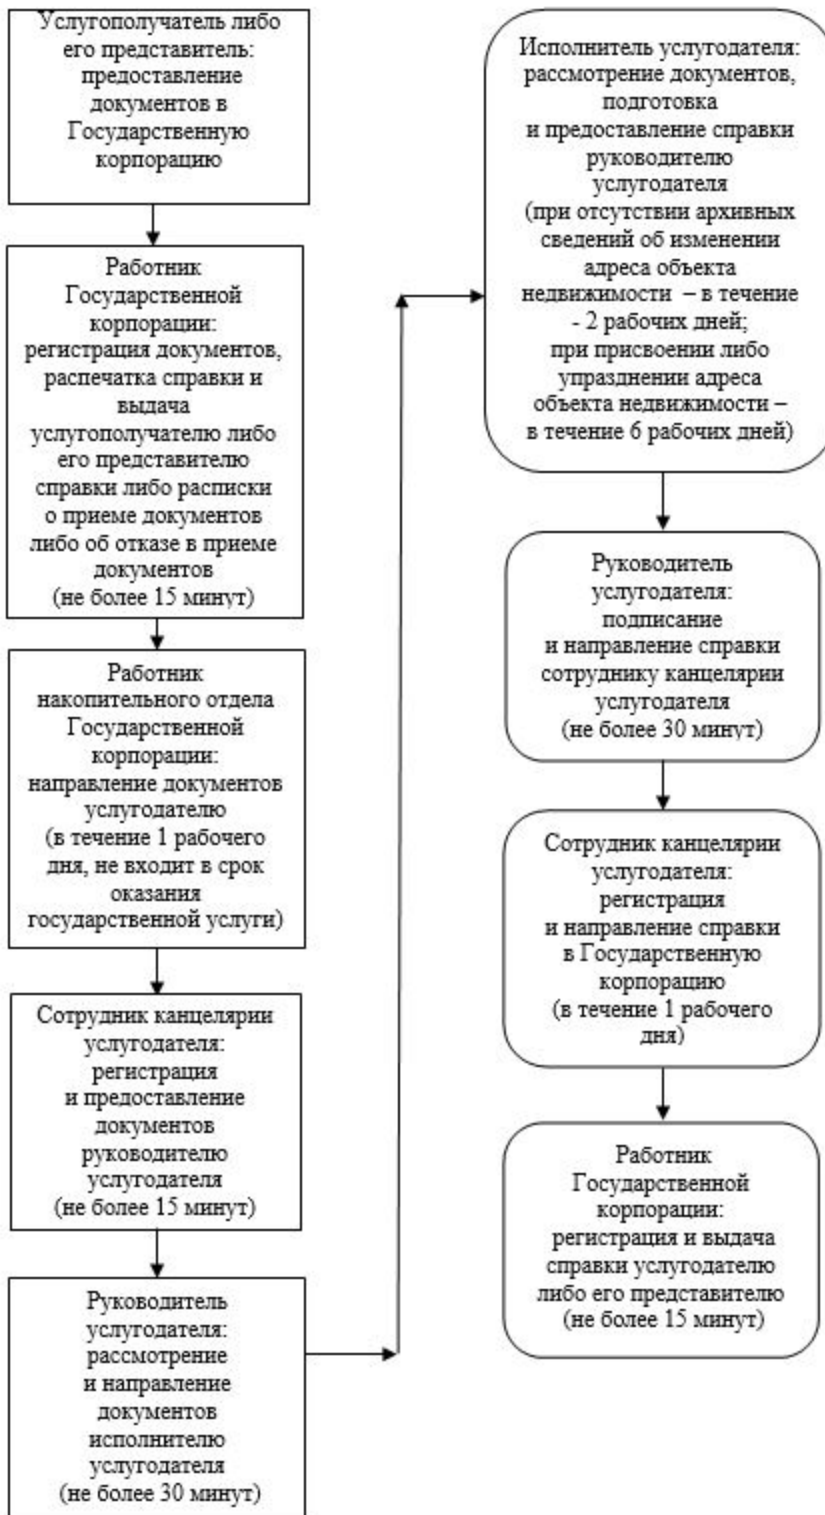 Услугополучатель либо
его представитель:
предоставление
документов в
Государственную
корпорацию
Работник
Государственной
корпорации:
регистрация документов,
распечатка справки и
выдача
услугополучателю либо
его представителю
справки либо расписки
о приеме документов
либо об отказе в приеме
документов
(не более 15 минут)
Работник
накопительного отдела
Государственной
корпорации:
направление документов
услугодателю
(в течение 1 рабочего
дня, не входит в срок
оказания
государственной услуги)
Сотрудник канцелярии
услугодателя:
регистрация
и предоставление
документов
руководителю
услугодателя
(не более 15 минут)
Руководитель
услугодателя:
рассмотрение
и направление
документов
исполнителю
услугодателя
(не более 30 минут)
Исполнитель услугодателя:
рассмотрение документов,
подготовка
и предоставление справки
руководителю
услугодателя
(при отсутствии архивных
сведений об изменении
адреса объекта
недвижимости – в течение
- 2 рабочих дней;
при присвоении либо
упразднении адреса
объекта недвижимости –
в течение 6 рабочих дней)
Руководитель
услугодателя:
подписание
и направление справки
сотруднику канцелярии
услугодателя
(не более 30 минут)
Сотрудник канцелярии
услугодателя:
регистрация
и направление справки
в Государственную
корпорацию
(в течение 1 рабочего
дня)
Работник
Государственной
корпорации:
регистрация и выдача
справки услугодателю
либо его представителю
(не более 15 минут)